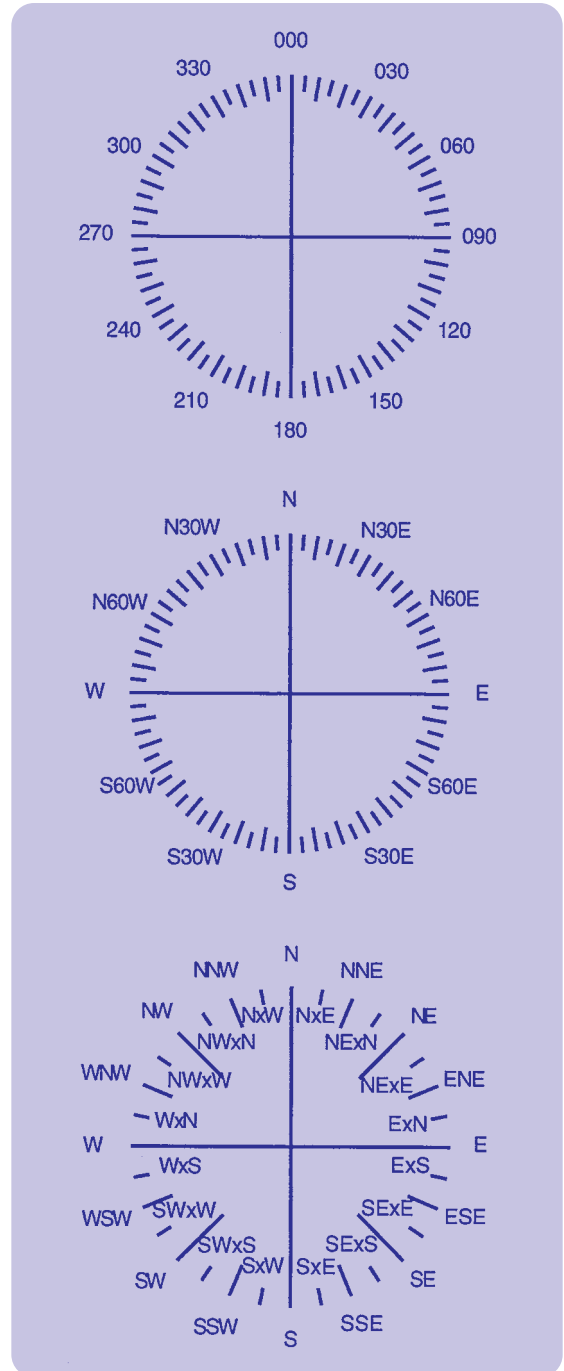 000
330 030
300 060
270 090
240 120
210 150
180
N
N30W N30E
N60W N60E
W E
S60W S60E
S30W S30E
S
N
NNW NNE
NW NxW NxE NE
NWxN NExN
WNW NWxW NExE ENE
WxN ExN
W E
WxS ExS
WSW SWxW SExE ESE
SWxS SExS
SW SxW SxE SE
SSW SSE
S